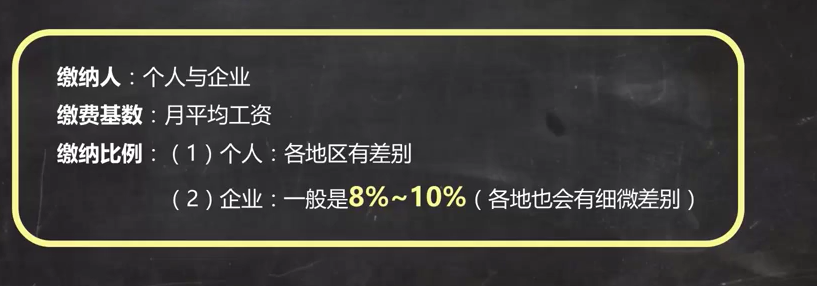 缴纳人：个人与企业
缴费基数：月平均工资
缴纳比例：（1）个人：各地区有差别
（2）企业：一般是8%~10%（各地也会有细微差别）